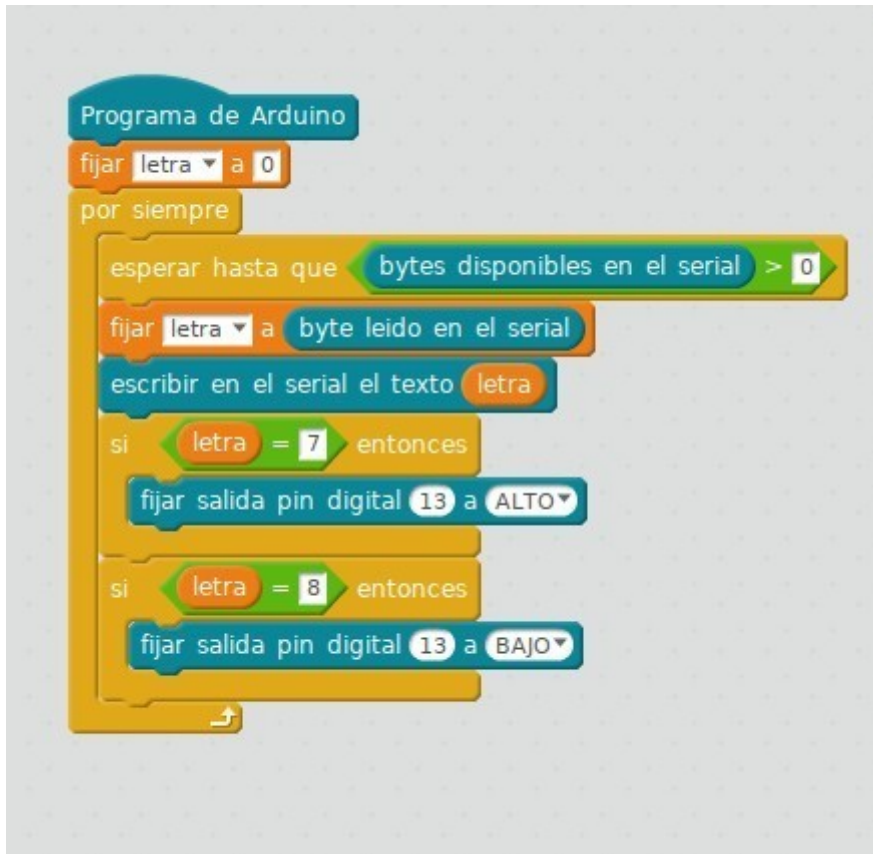 Programa de Arduino
fijar letra a 0
por siempre
esperar hasta que bytes disponibles en el serial > 0
fijar letra a byte leido en el serial
escribir en el serial el texto letra
si letra = 7 entonces
fijar salida pin digital 13 a ALTO
si letra = 8 entonces
fijar salida pin digital 13 a BAJO